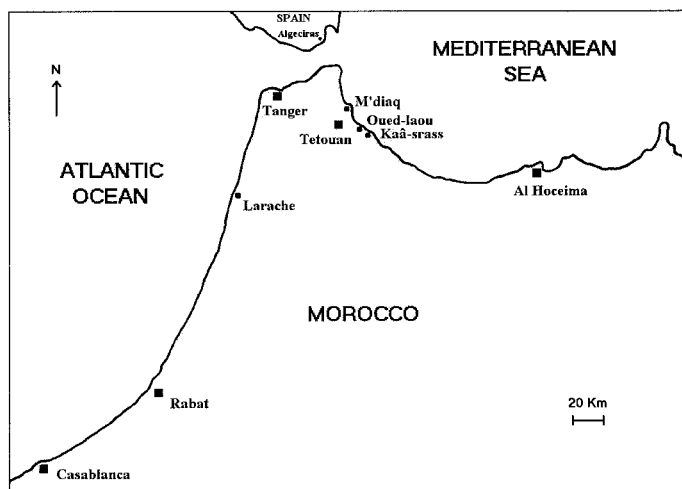 SPAIN
Algeciras
MEDITERRANEAN
SEA
N
M'diaq
Tanger
Oued-laou
Tetouan
Kaâ-srass
ATLANTIC
OCEAN
Al Hoceima
Larache
MOROCCO
20 Km
Rabat
Casablanca